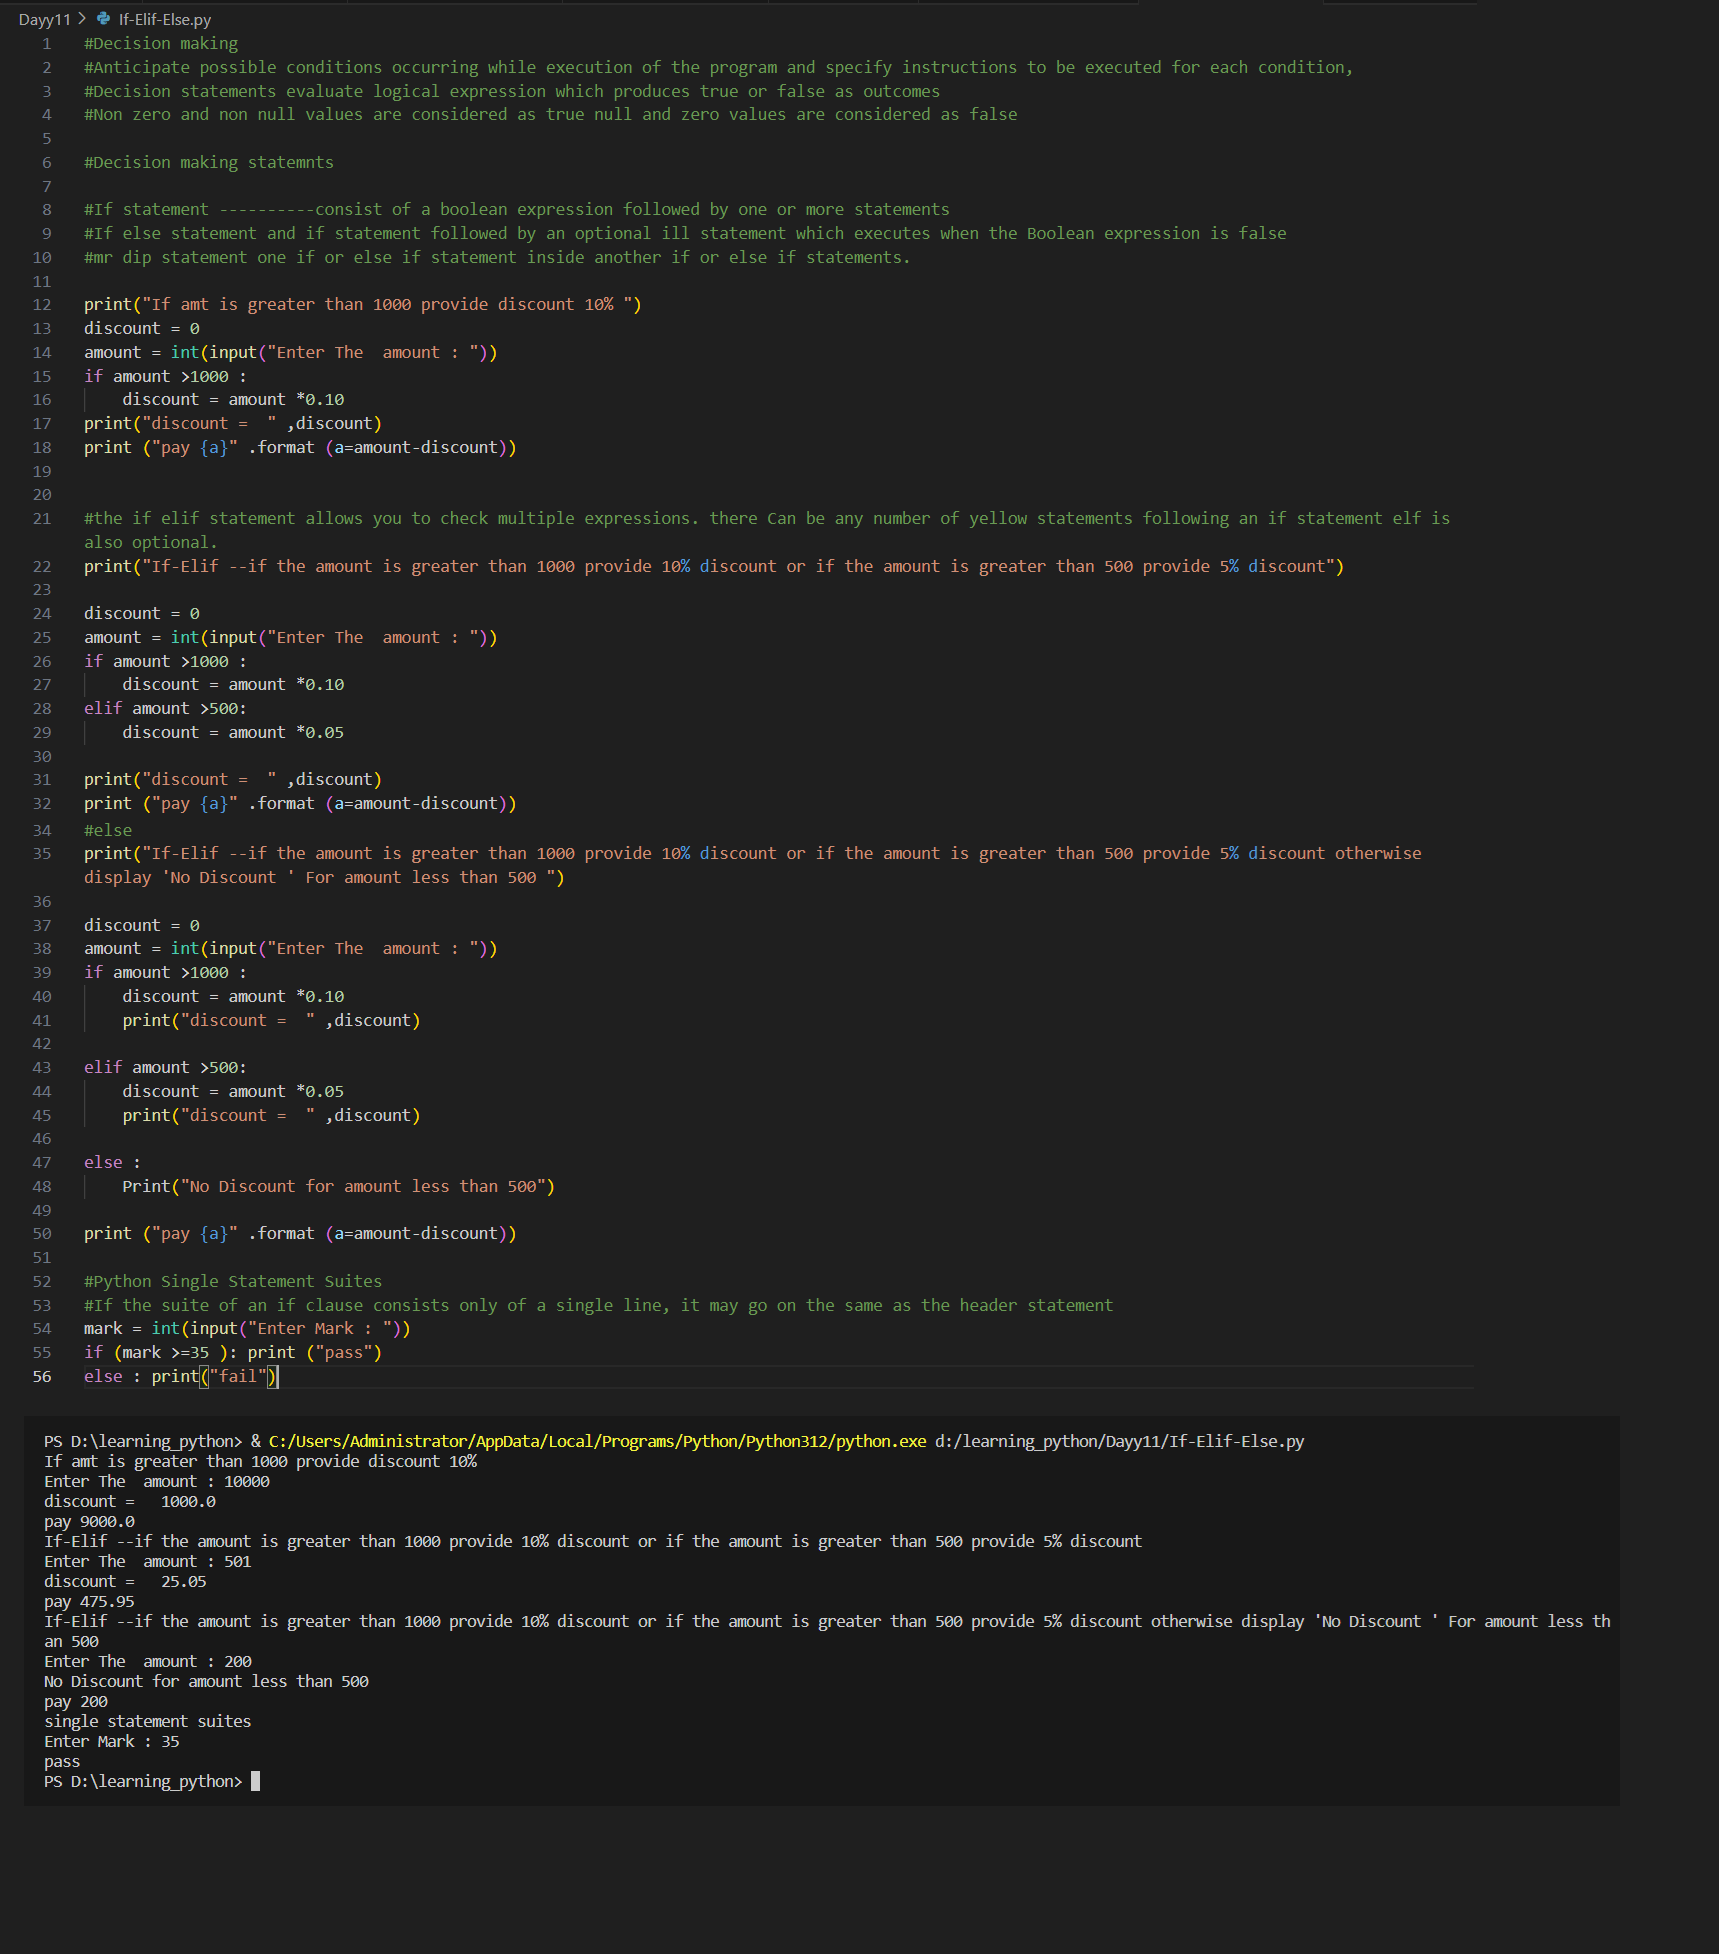 Dayy11 > If-Elif-Else.py
1 #Decision making
2 #Anticipate possible conditions occurring while execution of the program and specify instructions to be executed for each condition,
3 #Decision statements evaluate logical expression which produces true or false as outcomes
4 #Non zero and non null values are considered as true null and zero values are considered as false
5
6 #Decision making statemnts
7
8 #If statement ----------consist of a boolean expression followed by one or more statements
9 #If else statement and if statement followed by an optional ill statement which executes when the Boolean expression is false
10 #mr dip statement one if or else if statement inside another if or else if statements.
11
12 print("If amt is greater than 1000 provide discount 10% ")
13 discount = 0
14 amount = int(input("Enter The  amount : "))
15 if amount >1000 :
16     discount = amount *0.10
17 print("discount =  " ,discount)
18 print ("pay {a}" .format (a=amount-discount))
19
20
21 #the if elif statement allows you to check multiple expressions. there Can be any number of yellow statements following an if statement elf is
also optional.
22 print("If-Elif --if the amount is greater than 1000 provide 10% discount or if the amount is greater than 500 provide 5% discount")
23
24 discount = 0
25 amount = int(input("Enter The  amount : "))
26 if amount >1000 :
27     discount = amount *0.10
28 elif amount >500:
29     discount = amount *0.05
30
31 print("discount =  " ,discount)
32 print ("pay {a}" .format (a=amount-discount))
34 #else
35 print("If-Elif --if the amount is greater than 1000 provide 10% discount or if the amount is greater than 500 provide 5% discount otherwise
display 'No Discount ' For amount less than 500 ")
36
37 discount = 0
38 amount = int(input("Enter The  amount : "))
39 if amount >1000 :
40     discount = amount *0.10
41     print("discount =  " ,discount)
42
43 elif amount >500:
44     discount = amount *0.05
45     print("discount =  " ,discount)
46
47 else :
48     Print("No Discount for amount less than 500")
49
50 print ("pay {a}" .format (a=amount-discount))
51
52 #Python Single Statement Suites
53 #If the suite of an if clause consists only of a single line, it may go on the same as the header statement
54 mark = int(input("Enter Mark : "))
55 if (mark >=35 ): print ("pass")
56 else : print("fail")
PS D:\learning_python> & C:/Users/Administrator/AppData/Local/Programs/Python/Python312/python.exe d:/learning_python/Dayy11/If-Elif-Else.py
If amt is greater than 1000 provide discount 10%
Enter The  amount : 10000
discount =   1000.0
pay 9000.0
If-Elif --if the amount is greater than 1000 provide 10% discount or if the amount is greater than 500 provide 5% discount
Enter The  amount : 501
discount =   25.05
pay 475.95
If-Elif --if the amount is greater than 1000 provide 10% discount or if the amount is greater than 500 provide 5% discount otherwise display 'No Discount ' For amount less th
an 500
Enter The  amount : 200
No Discount for amount less than 500
pay 200
single statement suites
Enter Mark : 35
pass
PS D:\learning_python>